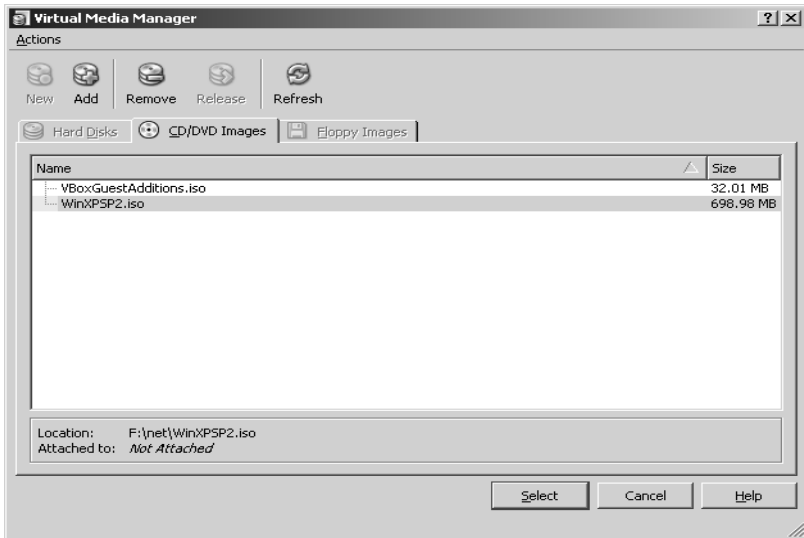 Virtual Media Manager
Actions
New Add Remove Release Refresh
Hard Disks CD/DVD Images Floppy Images
Name Size
VBoxGuestAdditions.iso 32.01 MB
WinXPSP2.iso 698.98 MB
Location: F:\net\WinXPSP2.iso
Attached to: Not Attached
Select Cancel Help